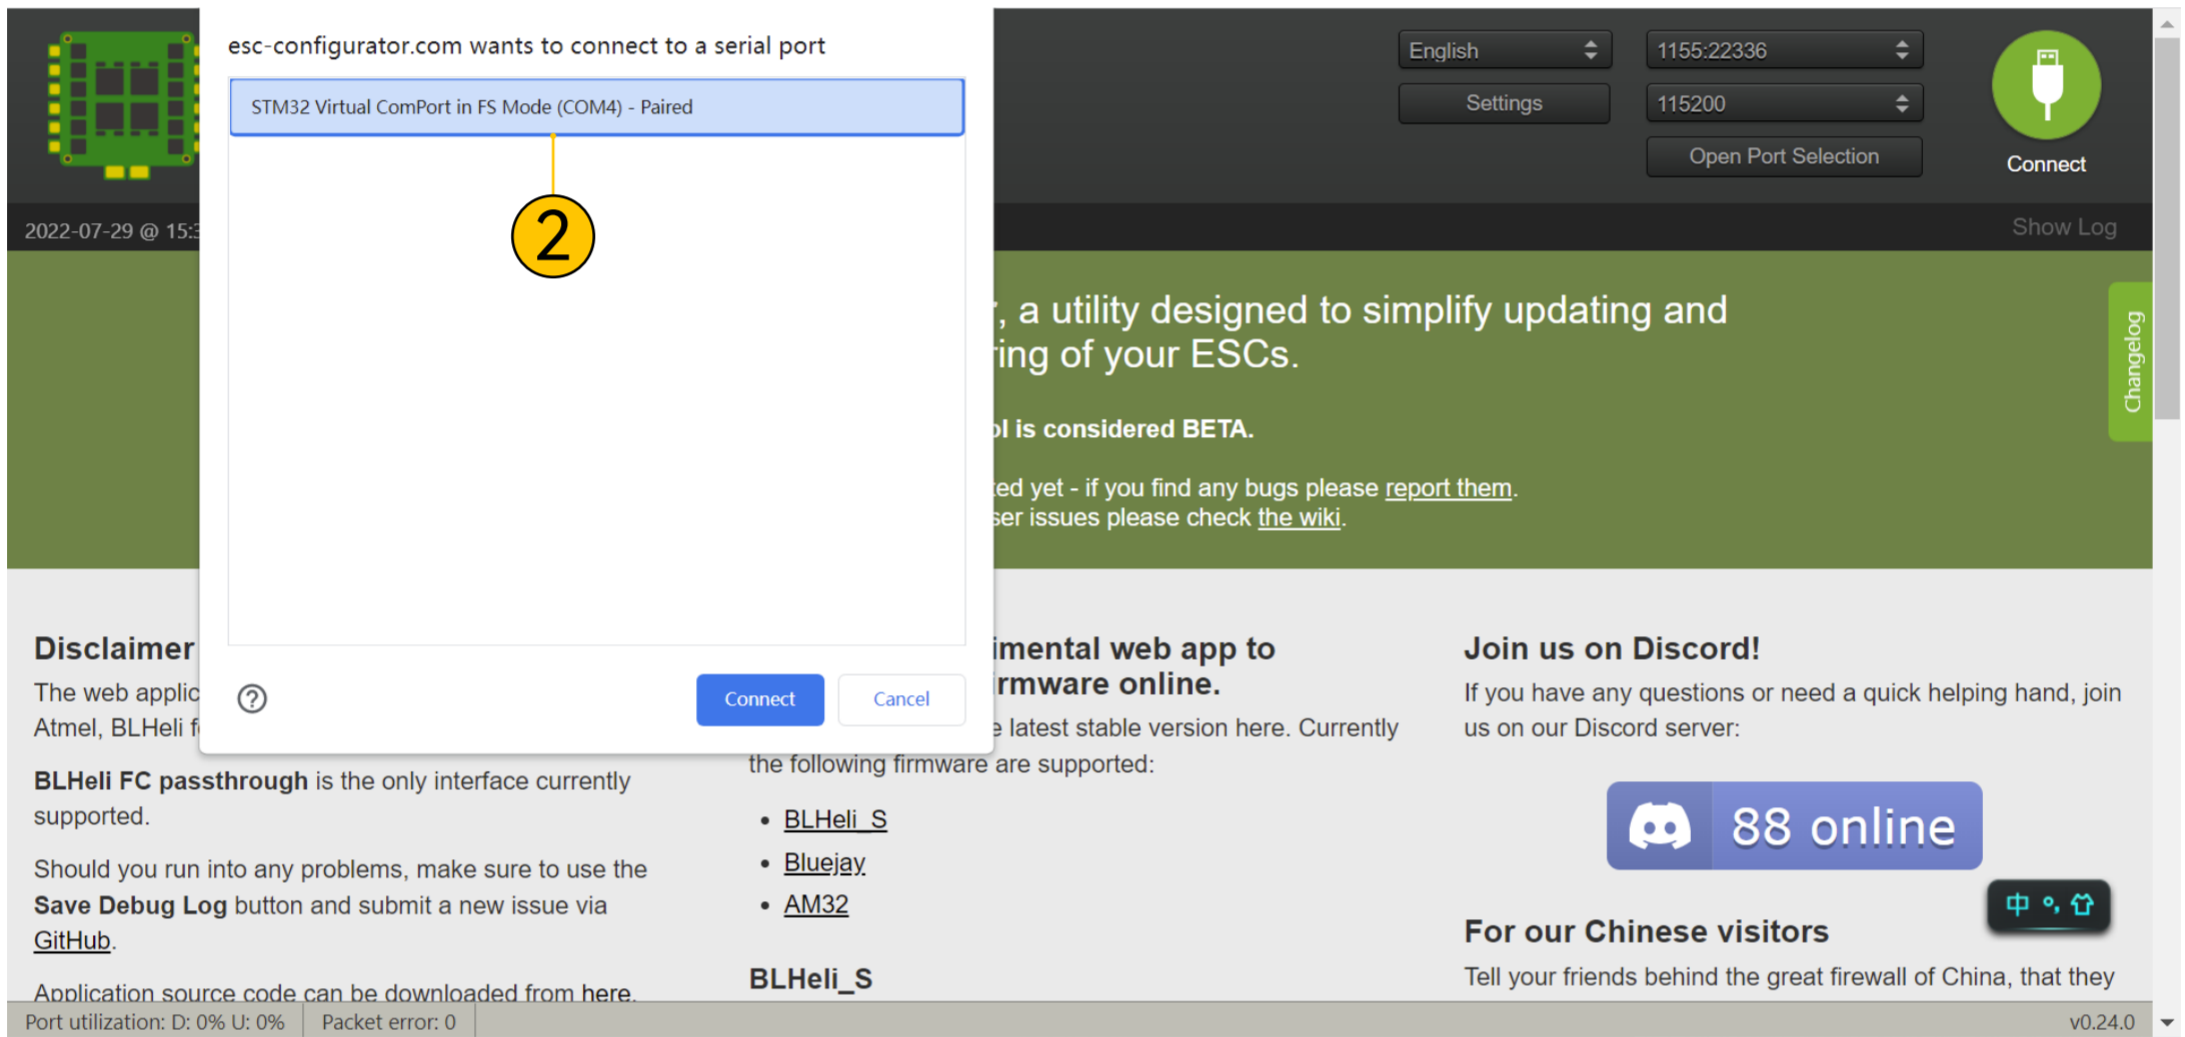 esc-configurator.com wants to connect to a serial port
STM32 Virtual ComPort in FS Mode (COM4) - Paired
2
Connect
Cancel
English
1155:22336
Settings
115200
Open Port Selection
Connect
2022-07-29 @ 15:3
Show Log
, a utility designed to simplify updating and
ring of your ESCs.
ol is considered BETA.
ted yet - if you find any bugs please report them.
ser issues please check the wiki.
Changelog
Disclaimer
The web applic
Atmel, BLHeli f
BLHeli FC passthrough is the only interface currently
supported.
Should you run into any problems, make sure to use the
Save Debug Log button and submit a new issue via
GitHub.
Application source code can be downloaded from here.
imental web app to
rmware online.
e latest stable version here. Currently
the following firmware are supported:
• BLHeli_S
• Bluejay
• AM32
BLHeli_S
Join us on Discord!
If you have any questions or need a quick helping hand, join
us on our Discord server:
88 online
中
For our Chinese visitors
Tell your friends behind the great firewall of China, that they
Port utilization: D: 0% U: 0%
Packet error: 0
v0.24.0